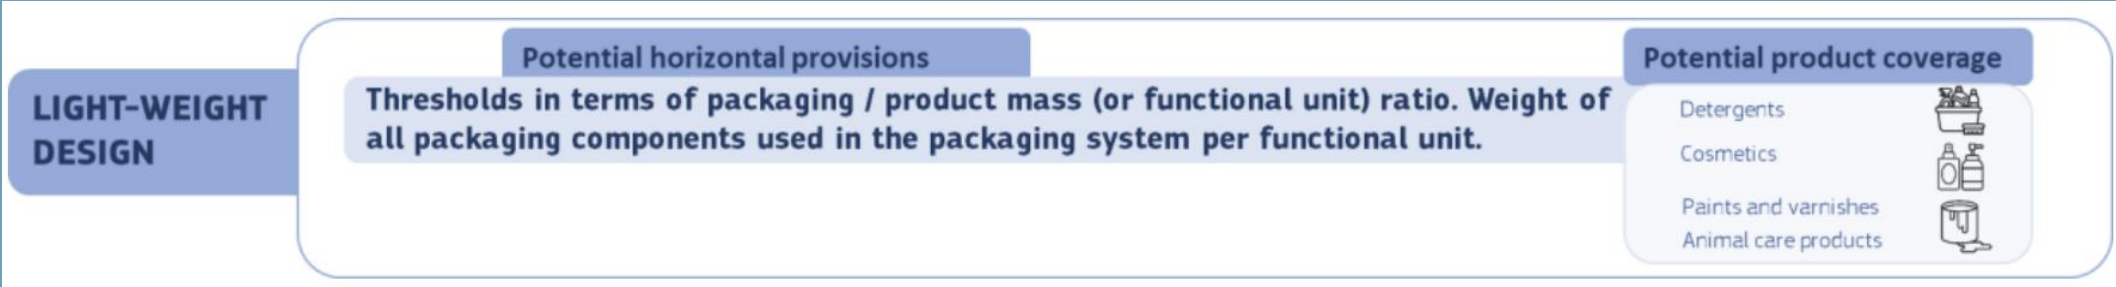 LIGHT-WEIGHT
DESIGN
Potential horizontal provisions
Thresholds in terms of packaging / product mass (or functional unit) ratio. Weight of
all packaging components used in the packaging system per functional unit.
Potential product coverage
Detergents
Cosmetics
Paints and varnishes
Animal care products